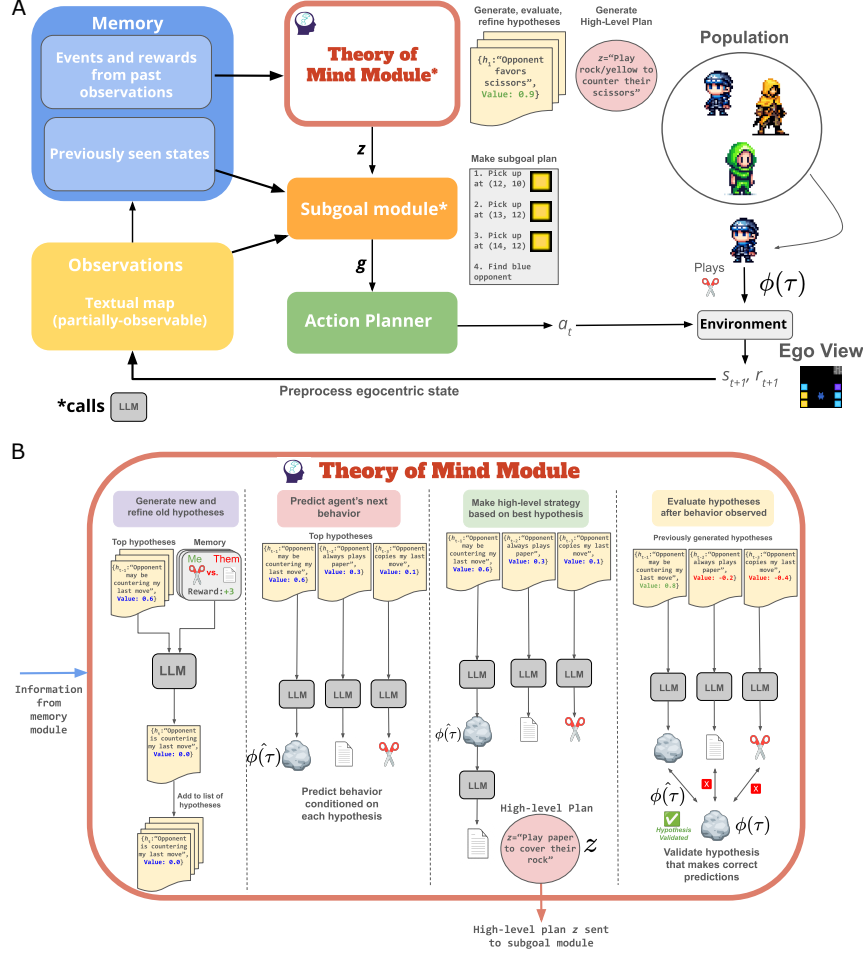 A
Memory
Events and rewards
from past
observations
Previously seen states
Theory of
Mind Module*
Generate, evaluate,
refine hypotheses
{h1:“Opponent
favors
scissors”,
Value: 0.9}
Generate
High-Level Plan
z=“Play
rock/yellow to
counter their
scissors”
Population
z
Subgoal module*
Make subgoal plan
1. Pick up
at (12, 10)
2. Pick up
at (13, 12)
3. Pick up
at (14, 12)
4. Find blue
opponent
Observations
Textual map
(partially-observable)
g
Action Planner
at
Plays
ϕ(τ)
Environment
Ego View
st+1, rt+1
Preprocess egocentric state
*calls
LLM
B
Theory of Mind Module
Generate new and
refine old hypotheses
Top hypotheses
Memory
{ht-1:“Opponent
may be
countering my
last move”,
Value: 0.6}
Me
Them
vs.
Reward:+3
LLM
{ht:“Opponent
is countering
my last move”,
Value: 0.0}
Add to list of
hypotheses
{ht:“Opponent
is countering
my last move”,
Value: 0.0}
Information
from
memory
module
Predict agent’s next
behavior
Top hypotheses
{ht-1:“Opponent
may be
countering my
last move”,
Value: 0.6}
{ht-2:“Opponent
always plays
paper”,
Value: 0.3}
“Opponent
copies my last
move”,
Value: 0.1}
LLM
LLM
LLM
ϕ(τ̂)
Predict behavior
conditioned on
each hypothesis
Make high-level strategy
based on best hypothesis
{ht-1:“Opponent
may be
countering my
last move”,
Value: 0.6}
{ht-2:“Opponent
always plays
paper”,
Value: 0.3}
“Opponent
copies my last
move”,
Value: 0.1}
LLM
LLM
LLM
ϕ(τ̂)
LLM
High-level Plan
z=“Play paper
to cover their
rock”
z
High-level plan z sent
to subgoal module
Evaluate hypotheses
after behavior observed
Previously generated hypotheses
{ht-1:“Opponent
may be
countering my
last move”,
Value: 0.8}
{ht-2:“Opponent
always plays
paper”,
Value: -0.2}
“Opponent
copies my last
move”,
Value: -0.4}
LLM
LLM
LLM
ϕ(τ̂)
X
X
Hypothesis
Validated
ϕ(τ)
Validate hypothesis
that makes correct
predictions